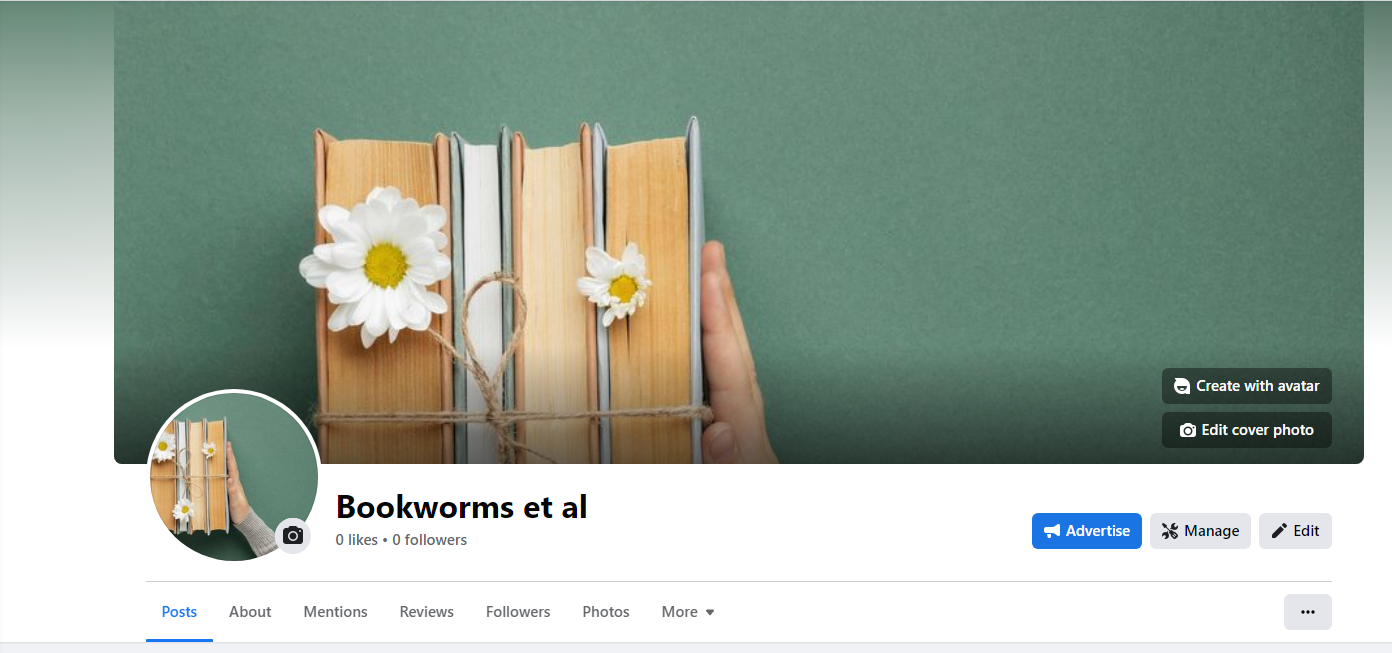 Create with avatar
Edit cover photo
Bookworms et al
0 likes • 0 followers
Advertise
Manage
Edit
Posts
About
Mentions
Reviews
Followers
Photos
More